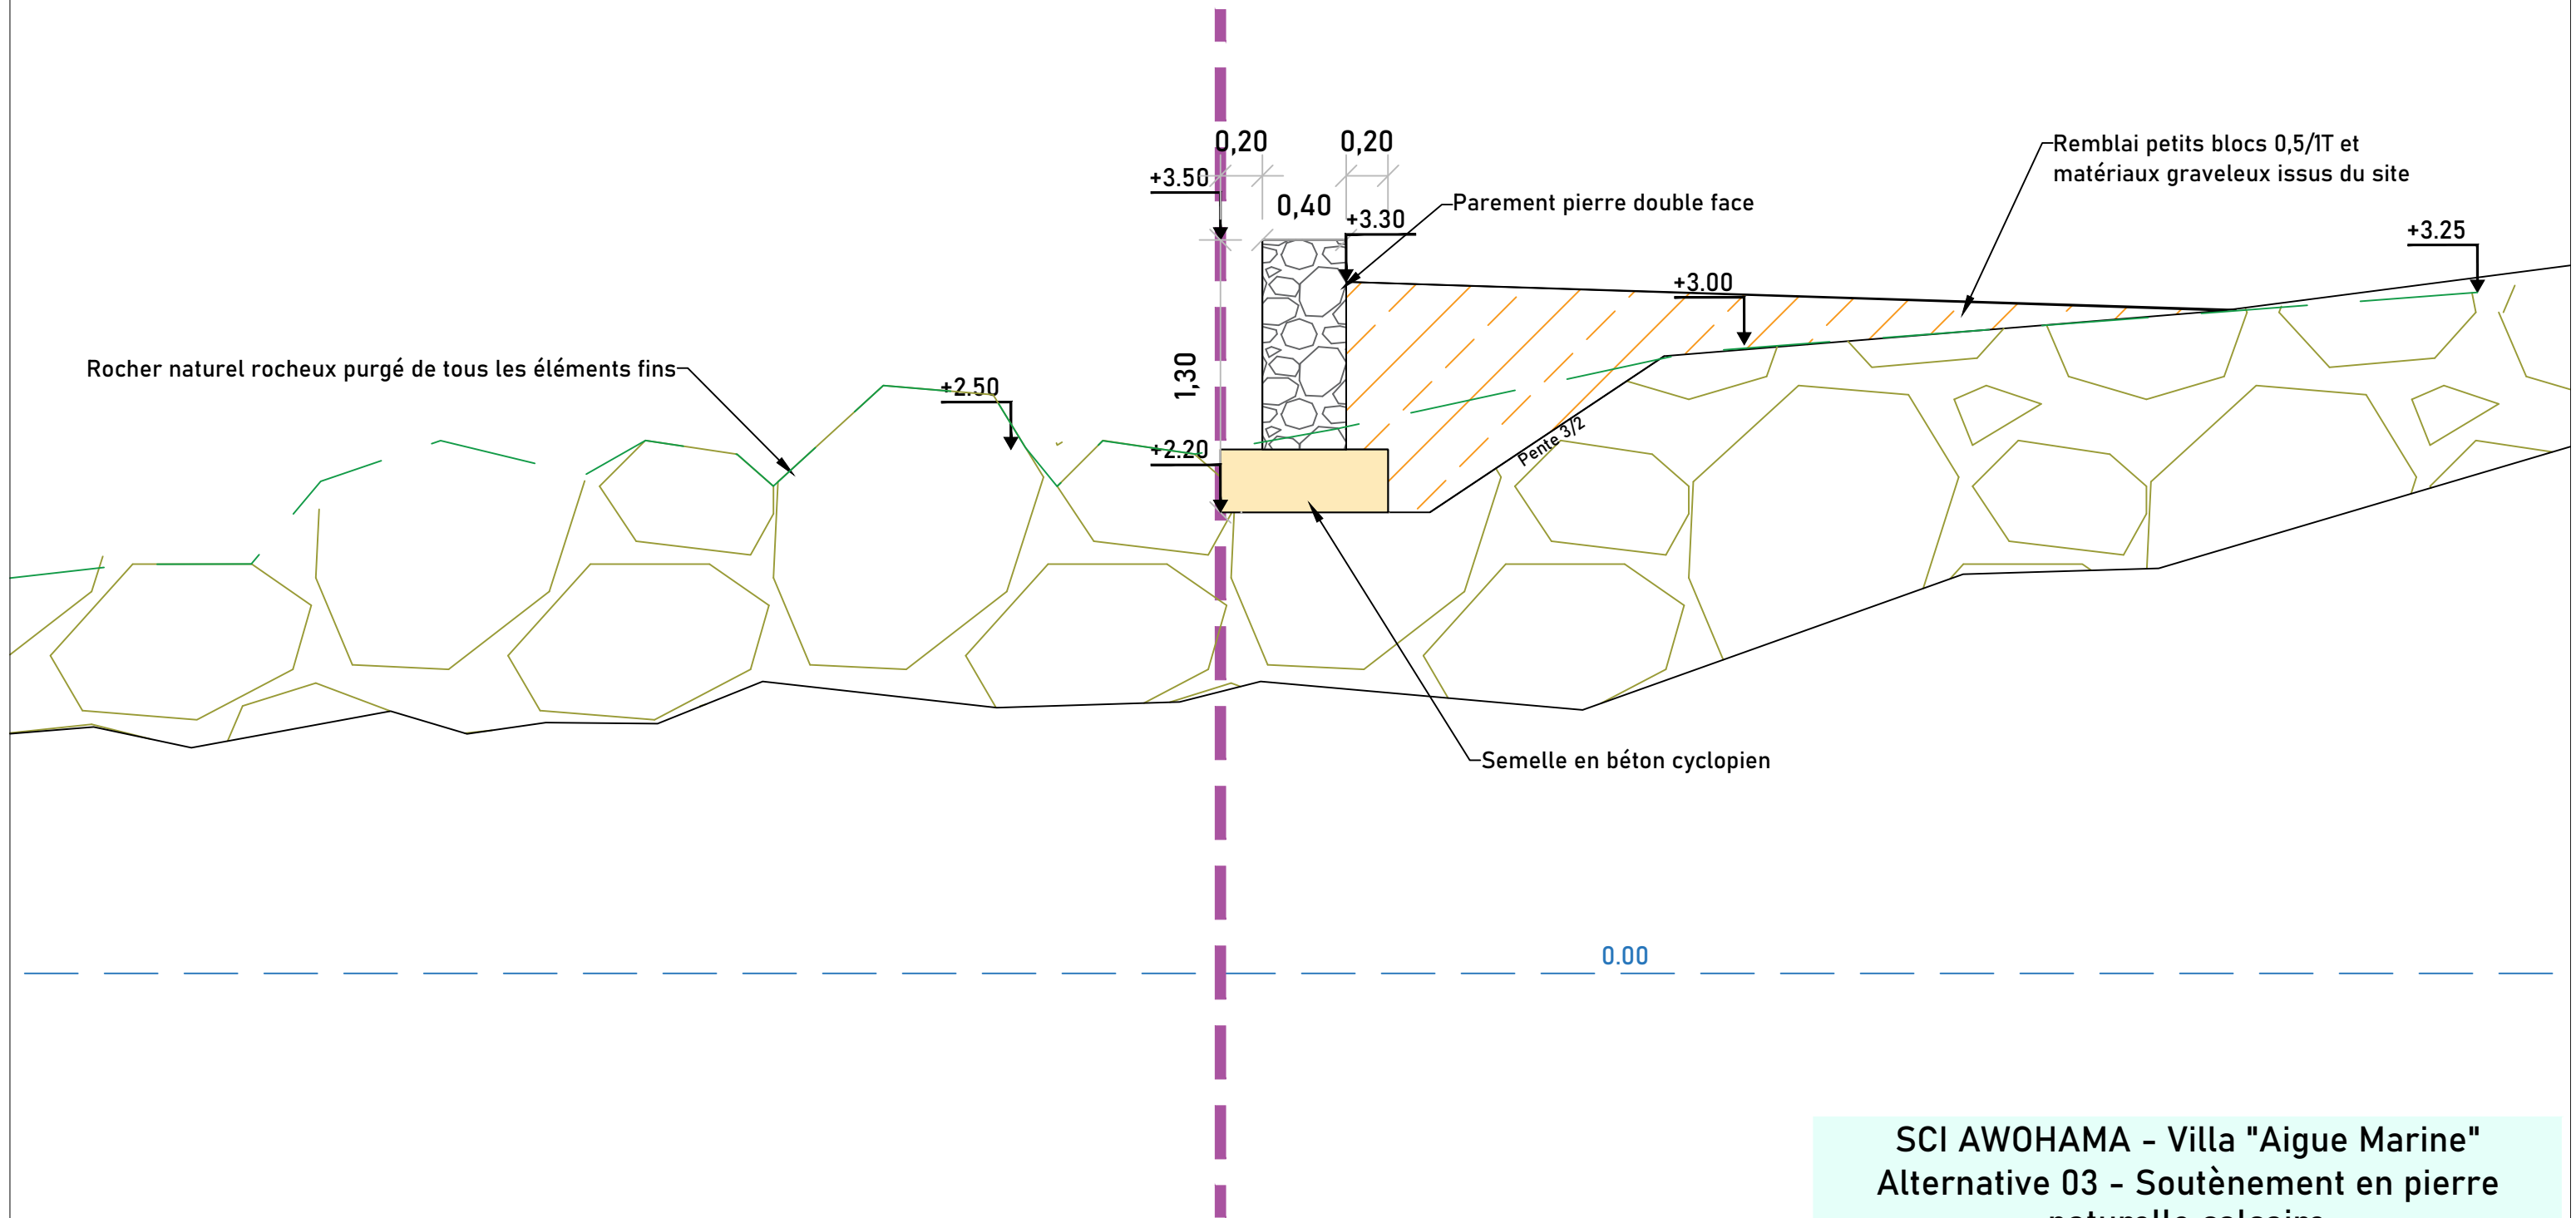 0,20
0,20
Remblai petits blocs 0,5/1T et
matériaux graveleux issus du site
+3.50
Parement pierre double face
0,40
+3.30
+3.25
+3.00
Rocher naturel rocheux purgé de tous les éléments fins
+2.50
1,30
+2.20
Pente 3/2
Semelle en béton cyclopien
0.00
SCI AWOHAMA - Villa "Aigue Marine"
Alternative 03 - Soutènement en pierre
naturelle calcaire